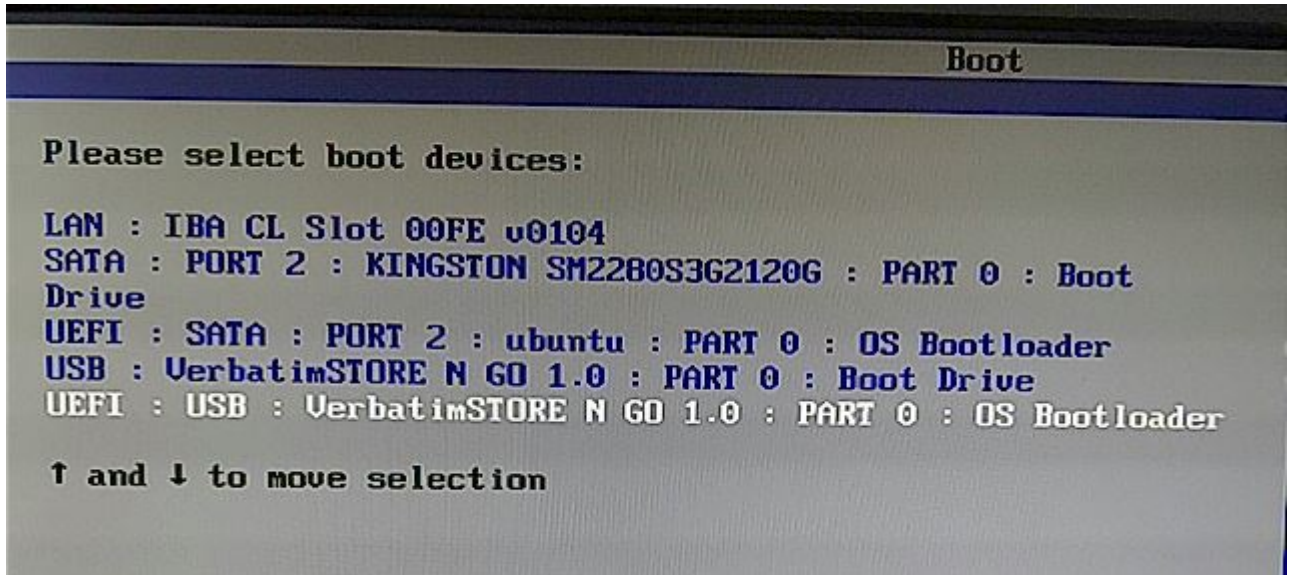 Boot
Please select boot devices:
LAN : IBA CL Slot 00FE v0104
SATA : PORT 2 : KINGSTON SM2280S3G2120G : PART 0 : Boot
Drive
UEFI : SATA : PORT 2 : ubuntu : PART 0 : OS Bootloader
USB : VerbatimSTORE N GO 1.0 : PART 0 : Boot Drive
UEFI : USB : VerbatimSTORE N GO 1.0 : PART 0 : OS Bootloader
↑ and ↓ to move selection